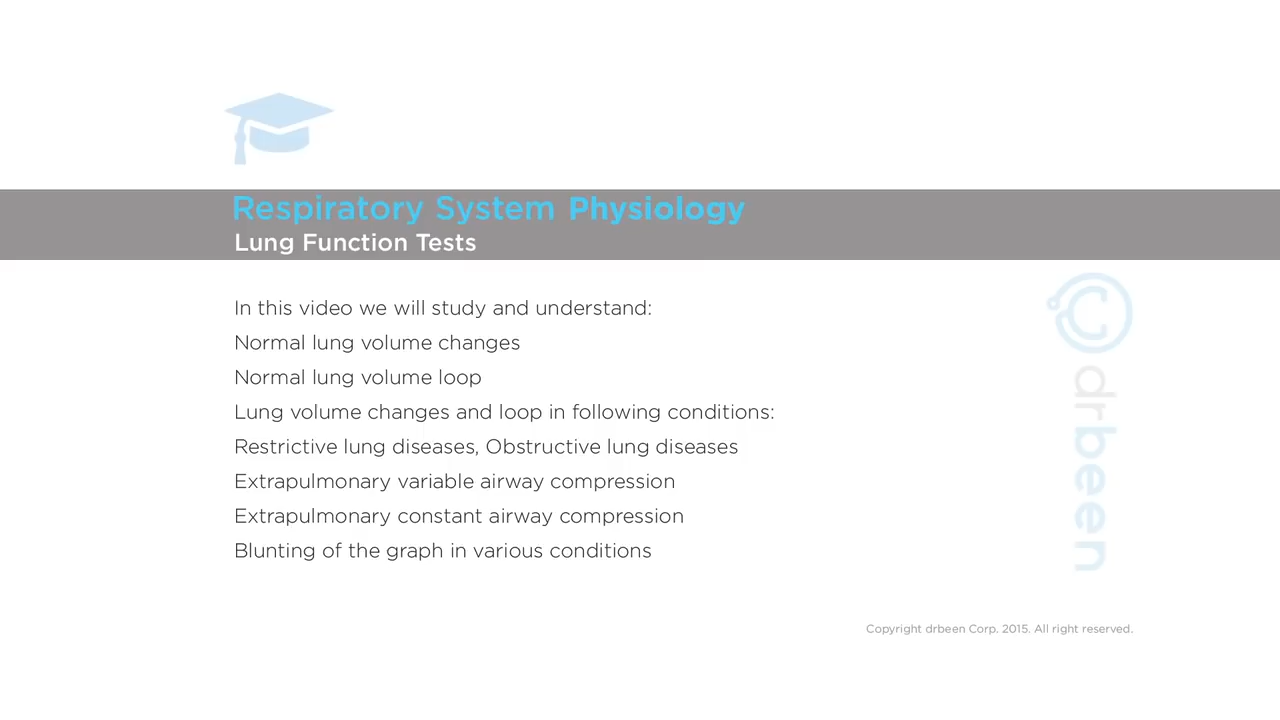 Respiratory System Physiology
Lung Function Tests
In this video we will study and understand:
Normal lung volume changes
Normal lung volume loop
Lung volume changes and loop in following conditions:
Restrictive lung diseases, Obstructive lung diseases
Extrapulmonary variable airway compression
Extrapulmonary constant airway compression
Blunting of the graph in various conditions
drbeen
Copyright drbeen Corp. 2015. All right reserved.